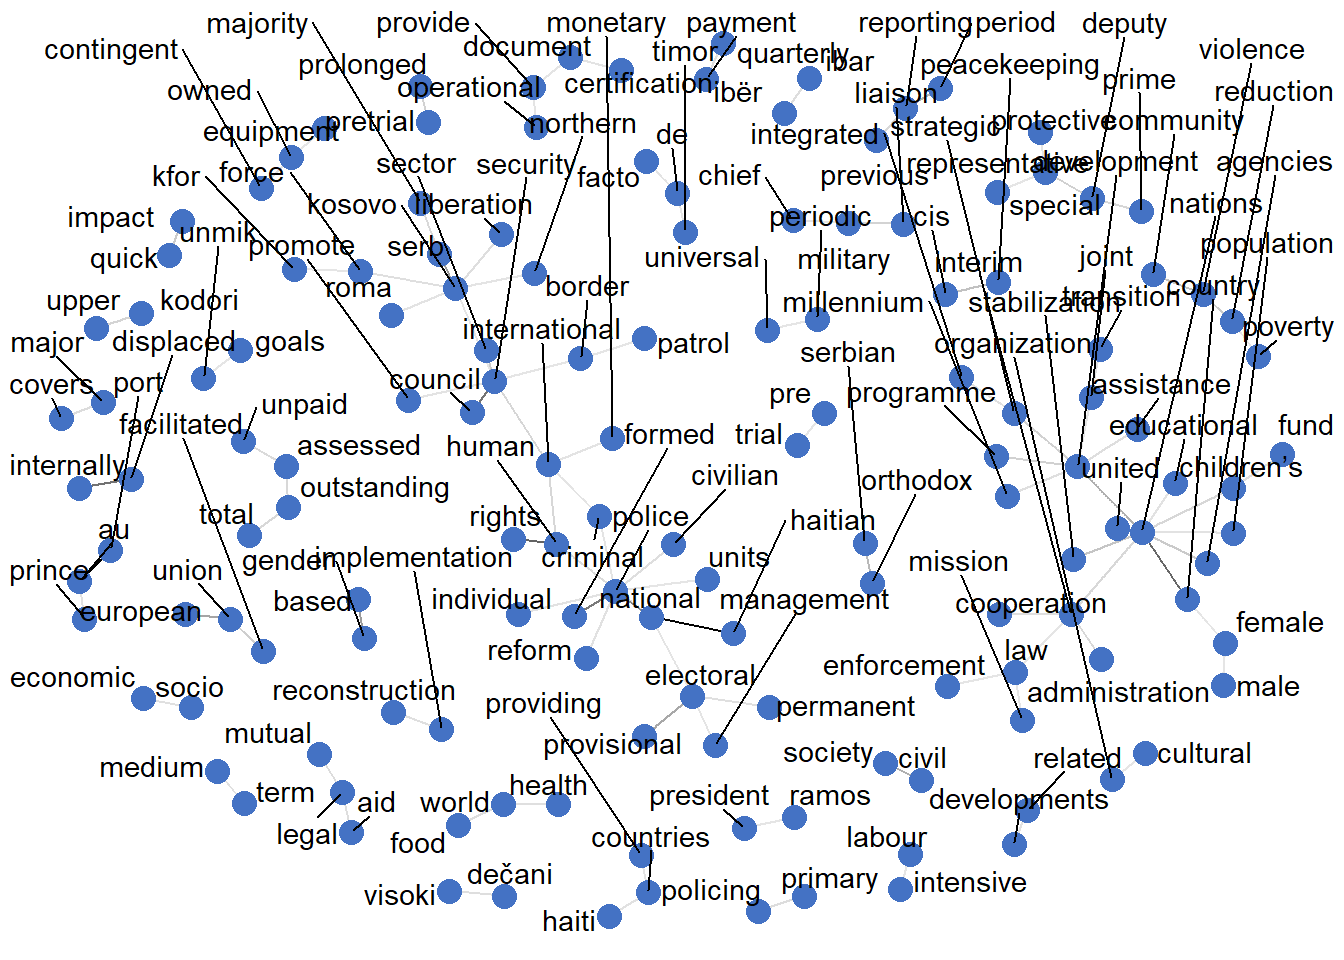 majority provide monetary payment reporting period deputy
contingent document timor quarterly violence
prolonged ibar peacekeeping
owned operational certification ibër liaison prime reduction
equipment pretrial northern de integrated strategic protective community
kfor force sector security facto chief previous representative development agencies
impact kosovo liberation periodic special nations
quick unmik promote serb universal military cis interim joint population
upper kodori roma border millennium stabilization transition country
major displaced goals international patrol serbian organization poverty
covers port council pre programme assistance
facilitated unpaid assessed human formed trial educational fund
internally outstanding civilian orthodox united children's
total rights police haitian
au gender implementation criminal units mission
prince union european based individual national management cooperation female
reform law
economic socio reconstruction electoral enforcement administration male
providing permanent
mutual provisional society civil related cultural
medium term health president ramos developments
legal aid world food countries labour
dečani primary intensive
visoki haiti policing